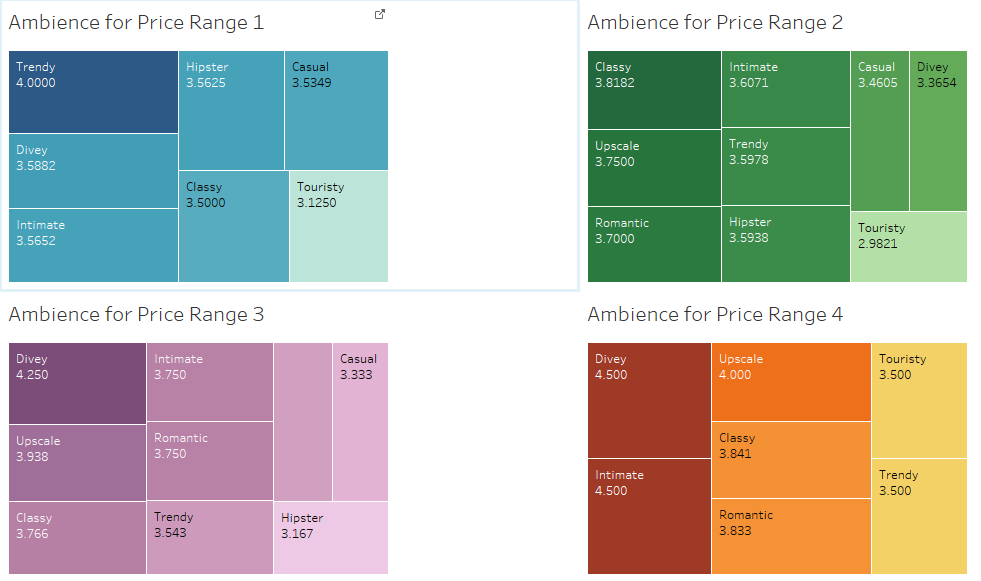 Ambience for Price Range 1
Trendy
4.0000
Divey
3.5882
Intimate
3.5652
Hipster
3.5625
Casual
3.5349
Classy
3.5000
Touristy
3.1250
Ambience for Price Range 2
Classy
3.8182
Upscale
3.7500
Romantic
3.7000
Intimate
3.6071
Trendy
3.5978
Hipster
3.5938
Casual
3.4605
Divey
3.3654
Touristy
2.9821
Ambience for Price Range 3
Divey
4.250
Upscale
3.938
Classy
3.766
Intimate
3.750
Romantic
3.750
Trendy
3.543
Casual
3.333
Hipster
3.167
Ambience for Price Range 4
Divey
4.500
Intimate
4.500
Upscale
4.000
Classy
3.841
Romantic
3.833
Touristy
3.500
Trendy
3.500